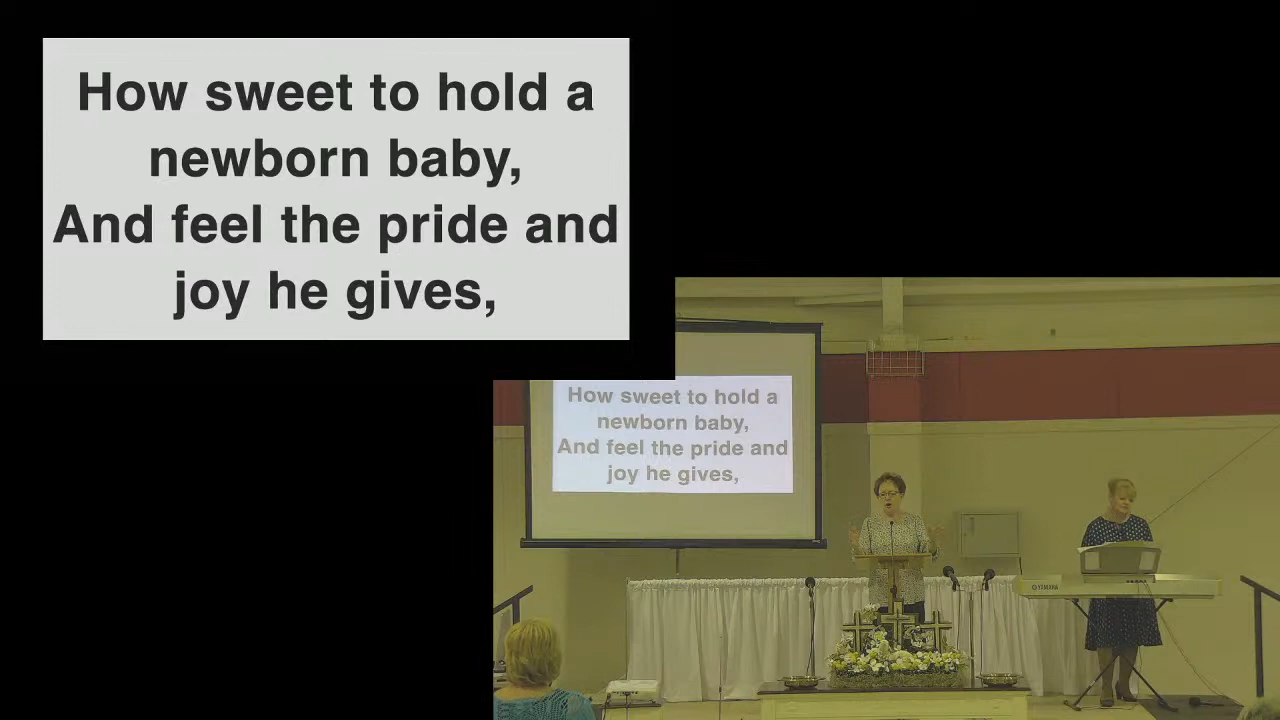 How sweet to hold a
newborn baby,
And feel the pride and
joy he gives,
How sweet to hold a
newborn baby,
And feel the pride and
joy he gives,
YAMAHA